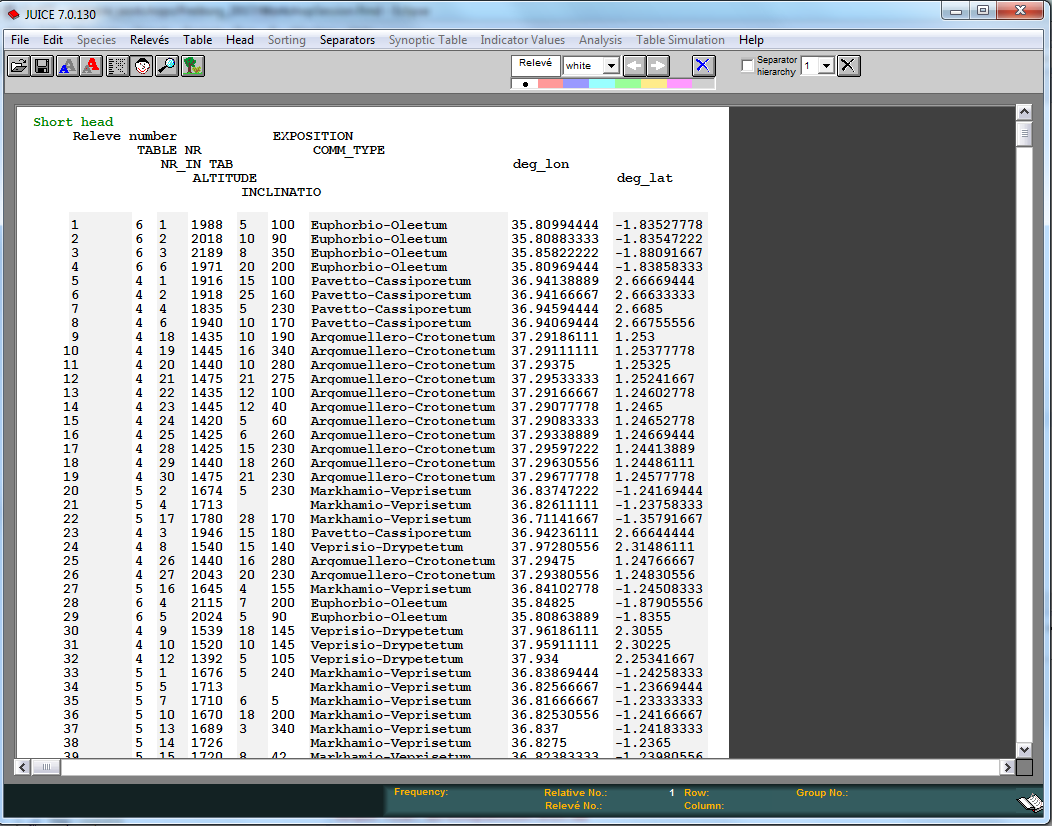 JUICE 7.0.130
File Edit Species Relevés Table Head Sorting Separators Synoptic Table Indicator Values Analysis Table Simulation Help
Relevé white Separator hierarchy 1
Short head
Releve number EXPOSITION
TABLE NR COMM_TYPE
NR_IN TAB deg_lon
ALTITUDE deg_lat
INCLINATIO
1 6 1 1988 5 100 Euphorbio-Oleetum 35.80994444 -1.83527778
2 6 2 2018 10 90 Euphorbio-Oleetum 35.80883333 -1.83547222
3 6 3 2189 8 350 Euphorbio-Oleetum 35.85822222 -1.88091667
4 6 6 1971 20 200 Euphorbio-Oleetum 35.80969444 -1.83858333
5 4 1 1916 15 100 Pavetto-Cassiporetum 36.94138889 2.66669444
6 4 2 1918 25 160 Pavetto-Cassiporetum 36.94166667 2.66633333
7 4 4 1835 5 230 Pavetto-Cassiporetum 36.94594444 2.6685
8 4 6 1940 10 170 Pavetto-Cassiporetum 36.94069444 2.66755556
9 4 18 1435 10 190 Argomuellero-Crotonetum 37.29186111 1.253
10 4 19 1445 16 340 Argomuellero-Crotonetum 37.29111111 1.25377778
11 4 20 1440 10 280 Argomuellero-Crotonetum 37.29375 1.25325
12 4 21 1475 21 275 Argomuellero-Crotonetum 37.29533333 1.25241667
13 4 22 1435 12 100 Argomuellero-Crotonetum 37.29166667 1.24602778
14 4 23 1445 12 40 Argomuellero-Crotonetum 37.29077778 1.2465
15 4 24 1420 5 60 Argomuellero-Crotonetum 37.29083333 1.24652778
16 4 25 1425 6 260 Argomuellero-Crotonetum 37.29338889 1.24669444
17 4 28 1425 15 230 Argomuellero-Crotonetum 37.29597222 1.24413889
18 4 29 1440 18 260 Argomuellero-Crotonetum 37.29630556 1.24486111
19 4 30 1475 21 230 Argomuellero-Crotonetum 37.29677778 1.24577778
20 5 2 1674 5 230 Markhamio-Veprisetum 36.83747222 -1.24169444
21 5 4 1713 Markhamio-Veprisetum 36.82611111 -1.23758333
22 5 17 1780 28 170 Markhamio-Veprisetum 36.71141667 -1.35791667
23 4 3 1946 15 180 Pavetto-Cassiporetum 36.94236111 2.66644444
24 4 8 1540 15 140 Veprisio-Drypetetum 37.97280556 2.31486111
25 4 26 1440 16 280 Argomuellero-Crotonetum 37.29475 1.24766667
26 4 27 2043 20 230 Argomuellero-Crotonetum 37.29380556 1.24830556
27 5 16 1645 4 155 Markhamio-Veprisetum 36.84102778 -1.24508333
28 6 4 2115 7 200 Euphorbio-Oleetum 35.84825 -1.87905556
29 6 5 2024 5 90 Euphorbio-Oleetum 35.80863889 -1.8355
30 4 9 1539 18 145 Veprisio-Drypetetum 37.96186111 2.3055
31 4 10 1520 10 145 Veprisio-Drypetetum 37.95911111 2.30225
32 4 12 1392 5 105 Veprisio-Drypetetum 37.934 2.25341667
33 5 1 1676 5 240 Markhamio-Veprisetum 36.83869444 -1.24258333
34 5 5 1713 Markhamio-Veprisetum 36.82566667 -1.23669444
35 5 7 1710 6 5 Markhamio-Veprisetum 36.81666667 -1.23333333
36 5 10 1670 18 200 Markhamio-Veprisetum 36.82530556 -1.24166667
37 5 13 1689 3 340 Markhamio-Veprisetum 36.837 -1.24183333
38 5 14 1726 Markhamio-Veprisetum 36.8275 -1.2365
39 5 15 1720 8 42 Markhamio-Veprisetum 36.82383333 -1.23980556
Frequency: Relative No.: 1 Row: Group No.:
Relevé No.: Column: